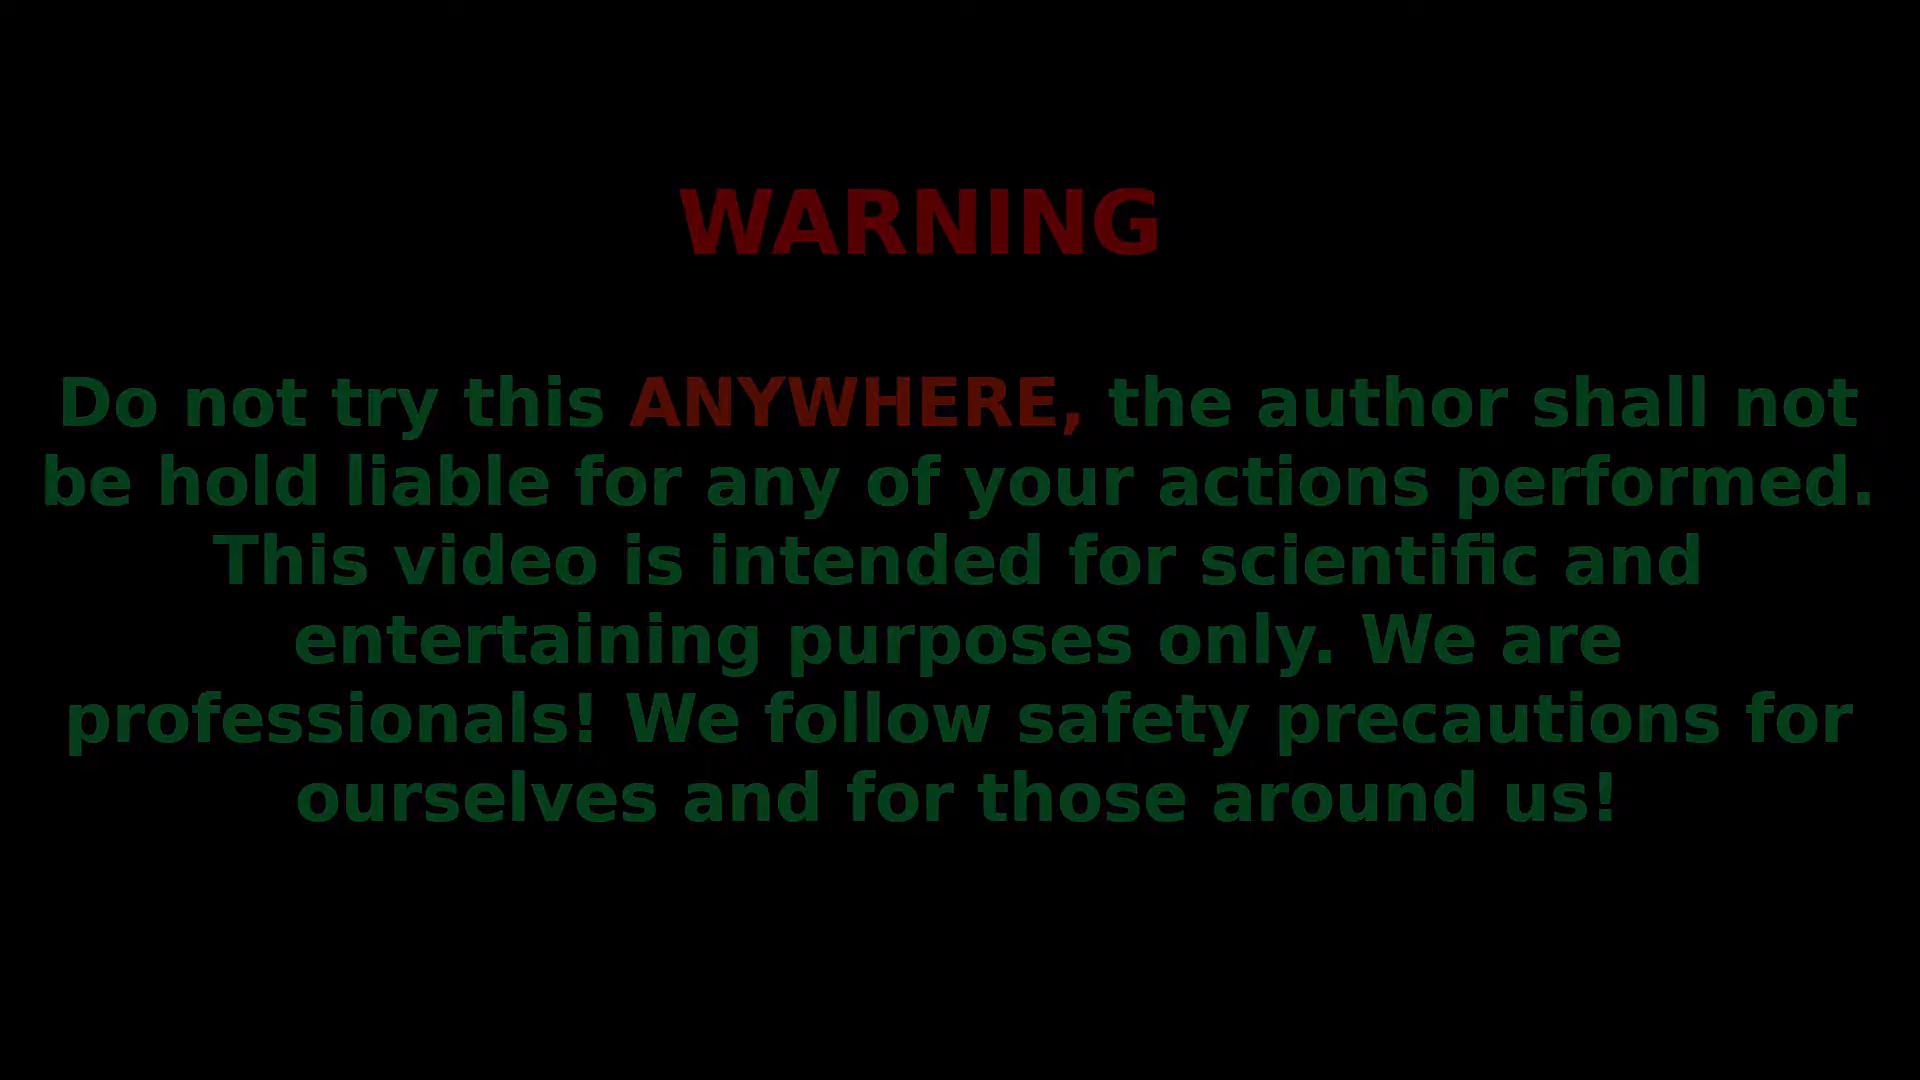 WARNING
Do not try this ANYWHERE, the author shall not
be hold liable for any of your actions performed.
This video is intended for scientific and
entertaining purposes only. We are
professionals! We follow safety precautions for
ourselves and for those around us!